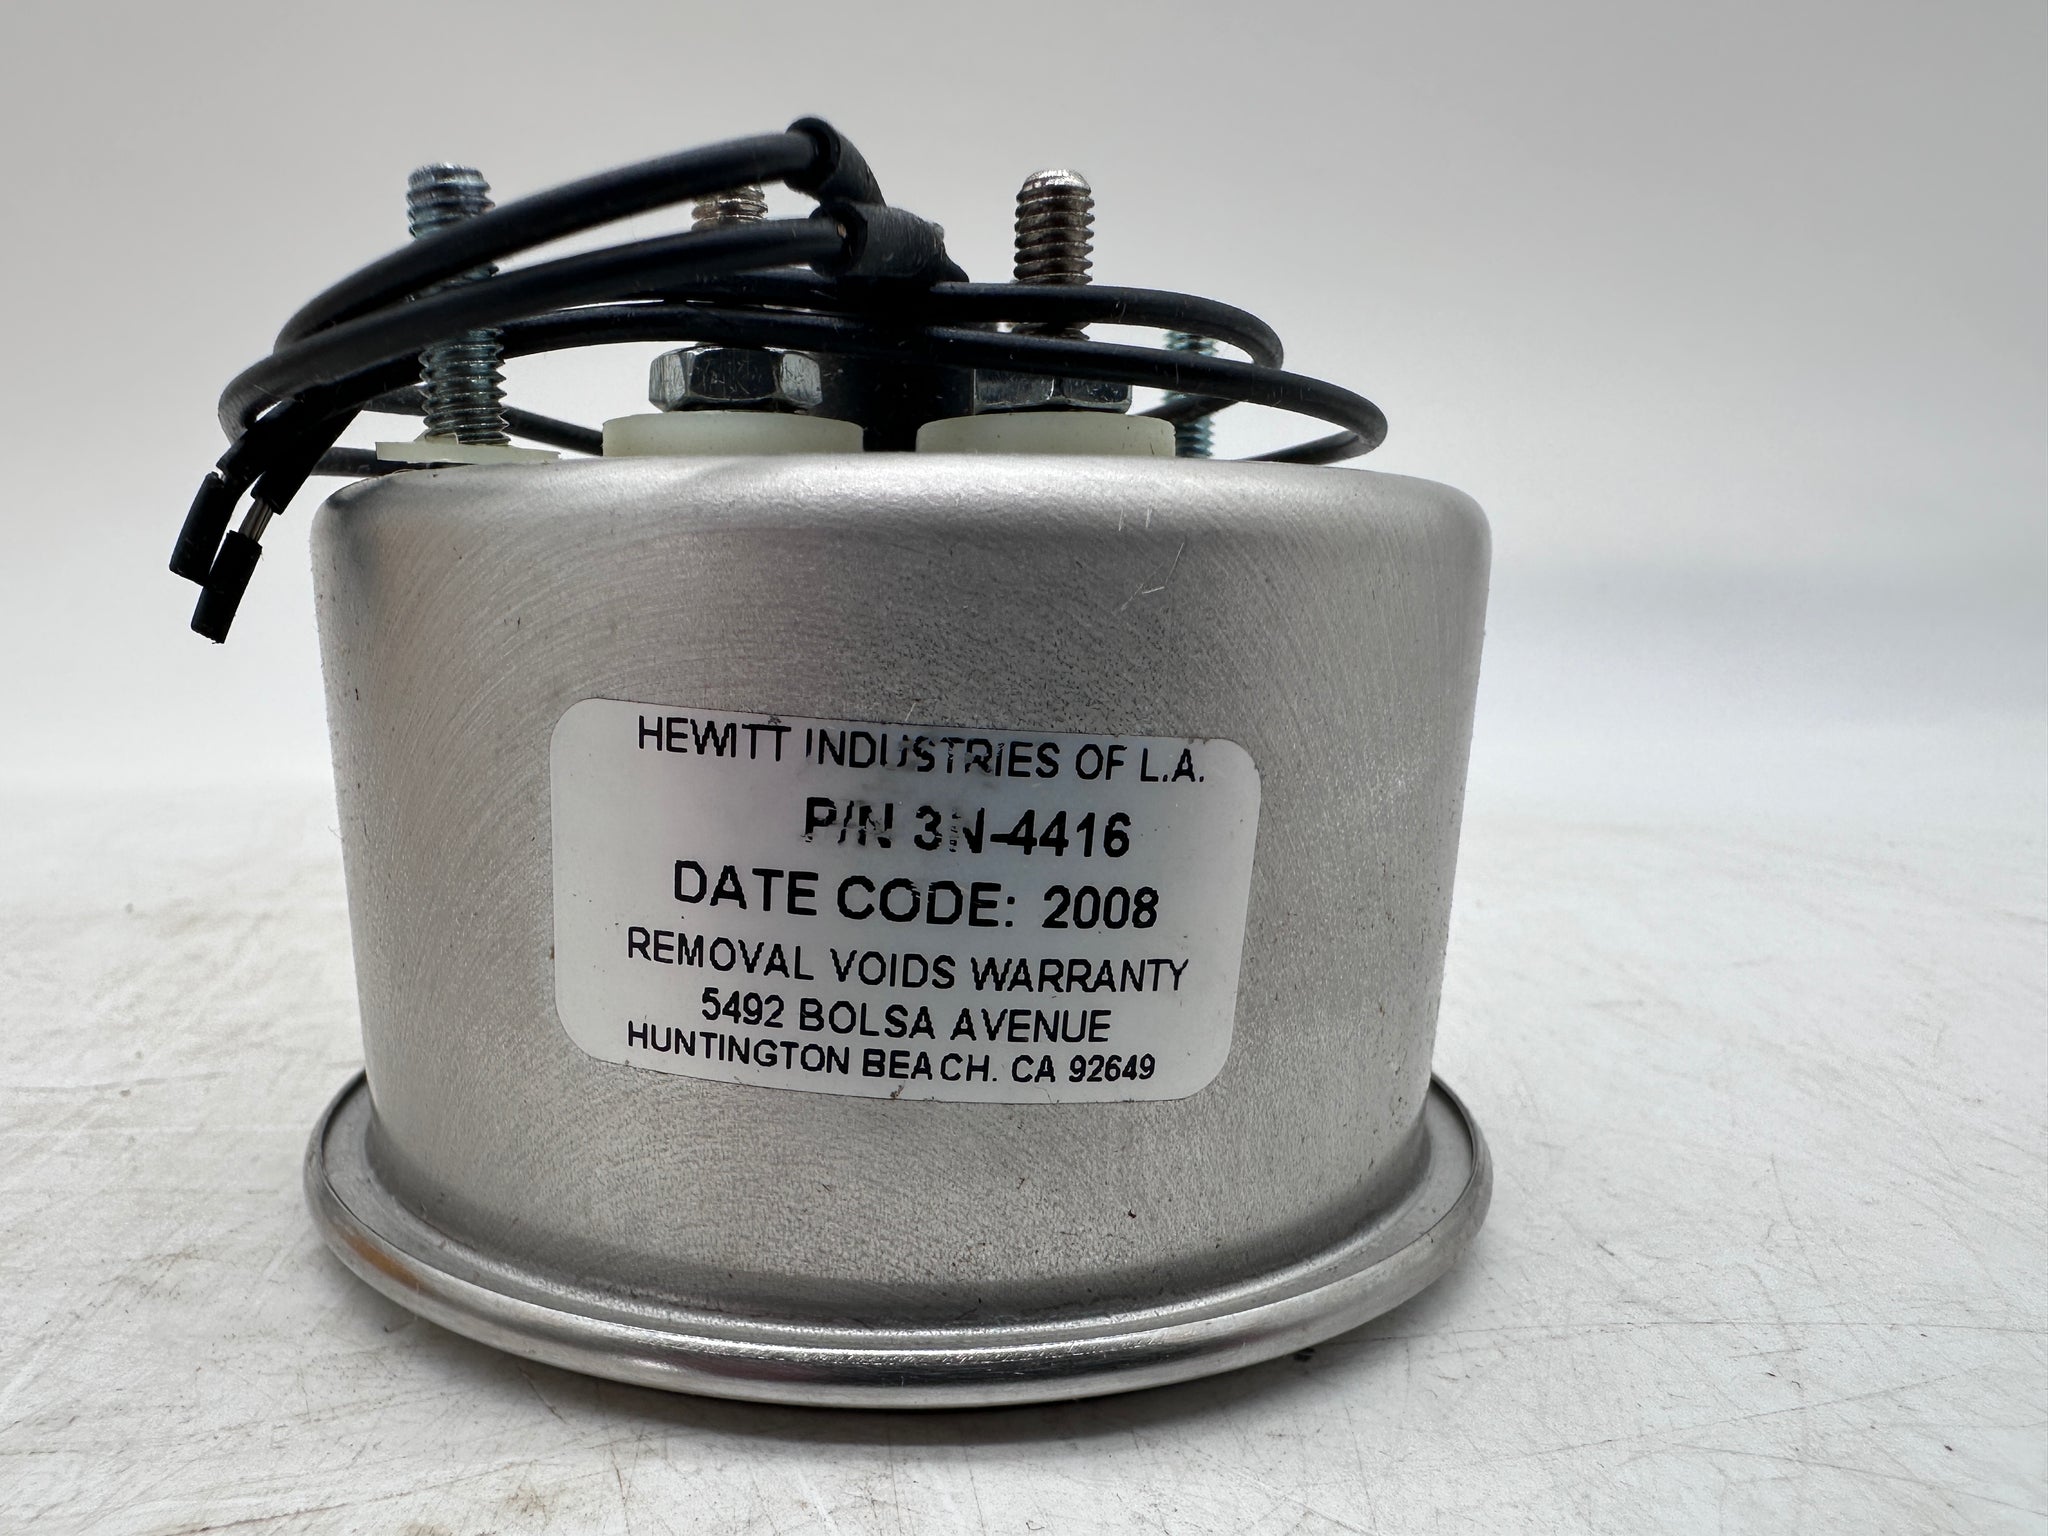 HEWITT INDUSTRIES OF L.A.
P/N 3N-4416
DATE CODE: 2008
REMOVAL VOIDS WARRANTY
5492 BOLSA AVENUE
HUNTINGTON BEACH. CA 92649